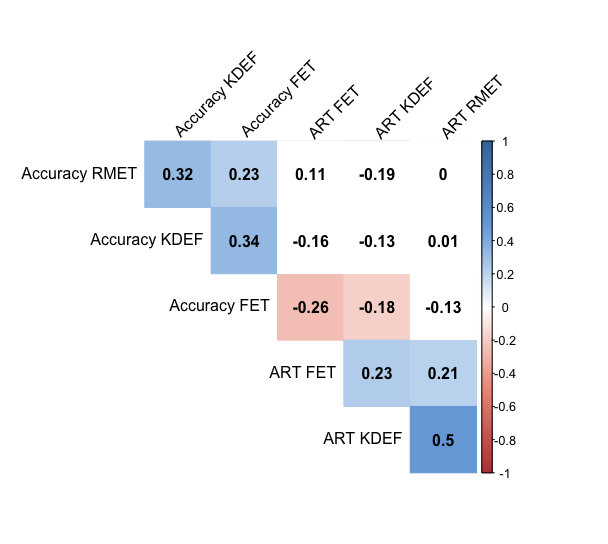 Accuracy KDEF
Accuracy FET
ART FET
ART KDEF
ART RMET
Accuracy RMET 0.32 0.23 0.11 -0.19 0
Accuracy KDEF 0.34 -0.16 -0.13 0.01
Accuracy FET -0.26 -0.18 -0.13
ART FET 0.23 0.21
ART KDEF 0.5
1
0.8
0.6
0.4
0.2
0
-0.2
-0.4
-0.6
-0.8
-1